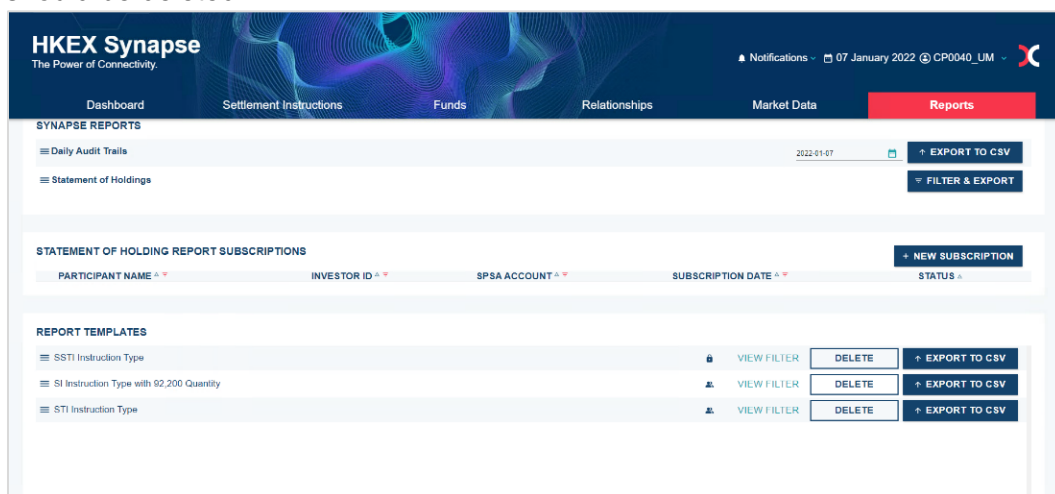 HKEX Synapse
The Power of Connectivity.
Notifications 07 January 2022 CP0040_UM
Dashboard Settlement Instructions Funds Relationships Market Data Reports
SYNAPSE REPORTS
Daily Audit Trails 2022-01-07 EXPORT TO CSV
Statement of Holdings FILTER & EXPORT
STATEMENT OF HOLDING REPORT SUBSCRIPTIONS
+ NEW SUBSCRIPTION
PARTICIPANT NAME INVESTOR ID SPSA ACCOUNT SUBSCRIPTION DATE STATUS
REPORT TEMPLATES
SSTI Instruction Type VIEW FILTER DELETE EXPORT TO CSV
SI Instruction Type with 92,200 Quantity VIEW FILTER DELETE EXPORT TO CSV
STI Instruction Type VIEW FILTER DELETE EXPORT TO CSV